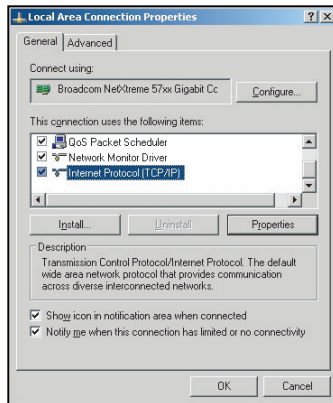 Local Area Connection Properties
General Advanced
Connect using:
Broadcom NetXtreme 57xx Gigabit Cc
Configure...
This connection uses the following items:
QoS Packet Scheduler
Network Monitor Driver
Internet Protocol (TCP/IP)
Install... Uninstall Properties
Description
Transmission Control Protocol/Internet Protocol. The default
wide area network protocol that provides communication
across diverse interconnected networks.
Show icon in notification area when connected
Notify me when this connection has limited or no connectivity
OK Cancel